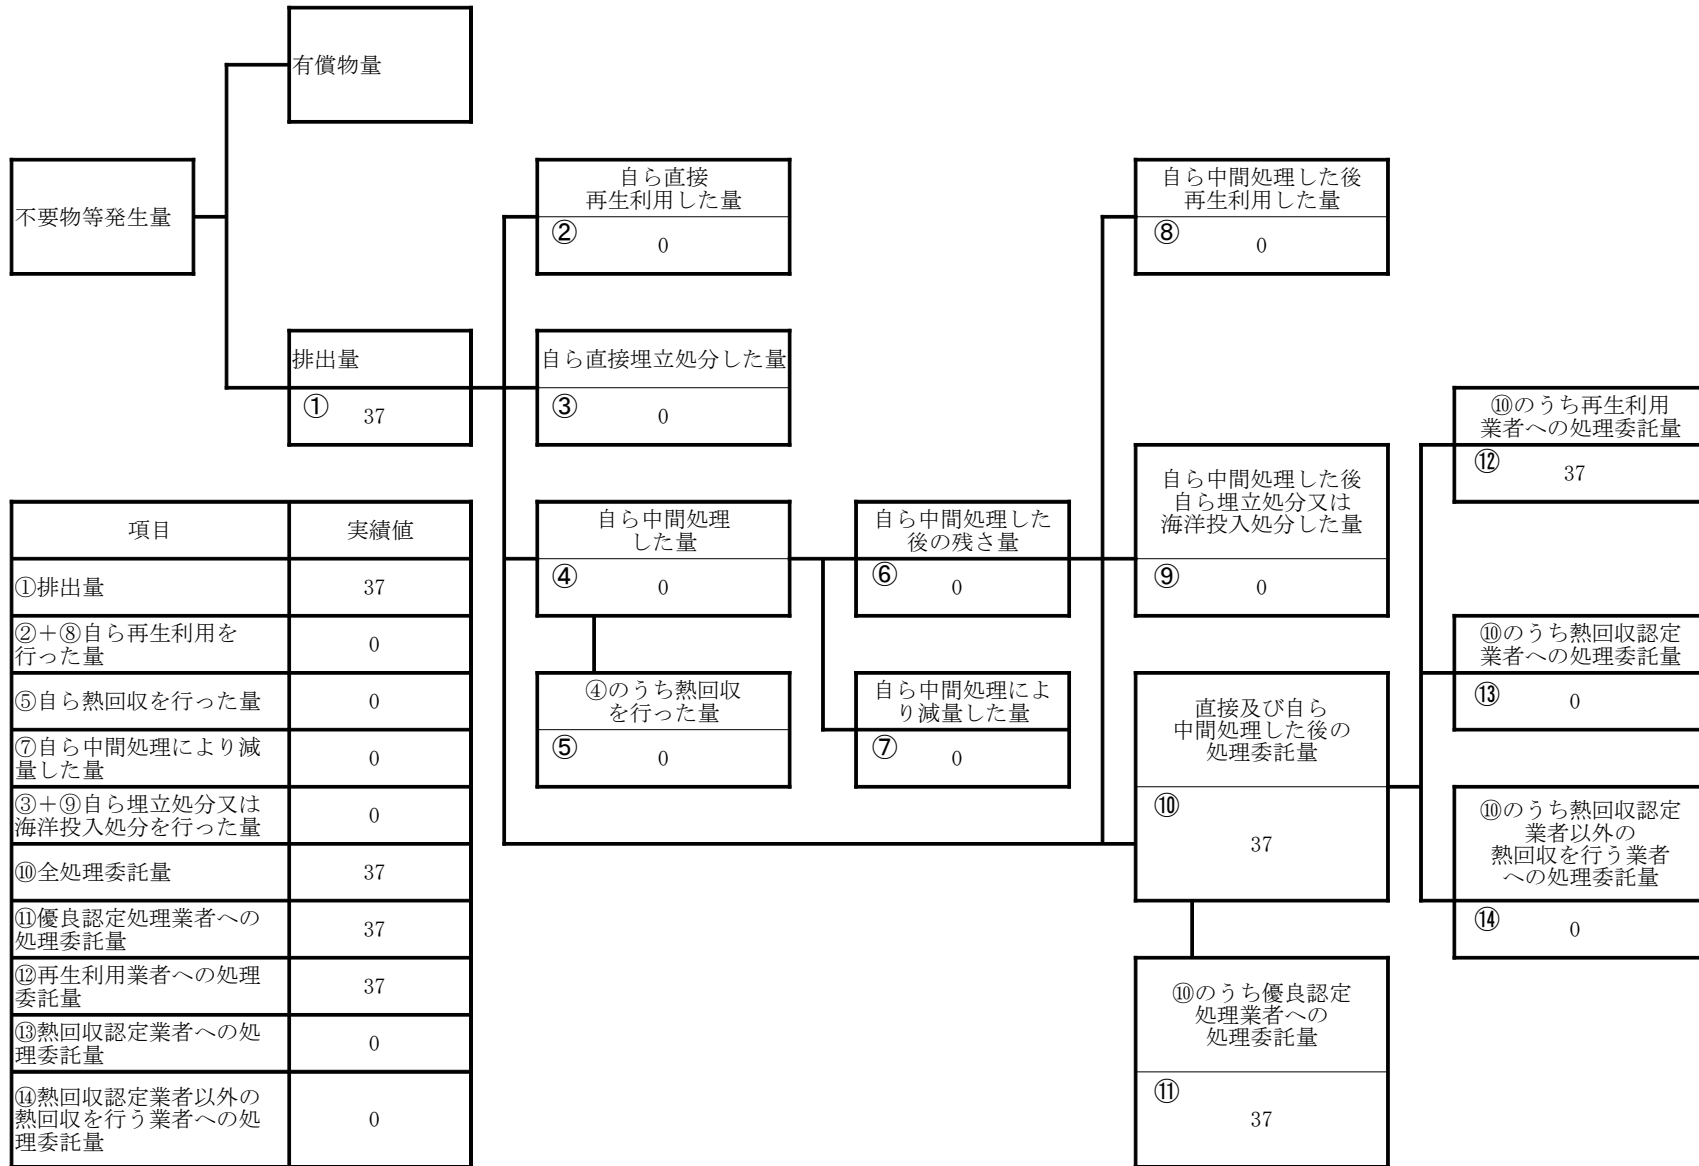 有償物量
不要物等発生量
自ら直接
再生利用した量
②
0
自ら中間処理した後
再生利用した量
⑧
0
排出量
①
37
自ら直接埋立処分した量
③
0
⑩のうち再生利用
業者への処理委託量
⑫
37
自ら中間処理
した量
④
0
自ら中間処理した
後の残さ量
⑥
0
自ら中間処理した後
自ら埋立処分又は
海洋投入処分した量
⑨
0
④のうち熱回収
を行った量
⑤
0
自ら中間処理によ
り減量した量
⑦
0
直接及び自ら
中間処理した後の
処理委託量
⑩
37
⑩のうち熱回収認定
業者への処理委託量
⑬
0
⑩のうち熱回収認定
業者以外の
熱回収を行う業者
への処理委託量
⑭
0
⑩のうち優良認定
処理業者への
処理委託量
⑪
37
項目 実績値
①排出量 37
②＋⑧自ら再生利用を
行った量 0
⑤自ら熱回収を行った量 0
⑦自ら中間処理により減
量した量 0
③＋⑨自ら埋立処分又は
海洋投入処分を行った量 0
⑩全処理委託量 37
⑪優良認定処理業者への
処理委託量 37
⑫再生利用業者への処理
委託量 37
⑬熱回収認定業者への処
理委託量 0
⑭熱回収認定業者以外の
熱回収を行う業者への処 0
理委託量